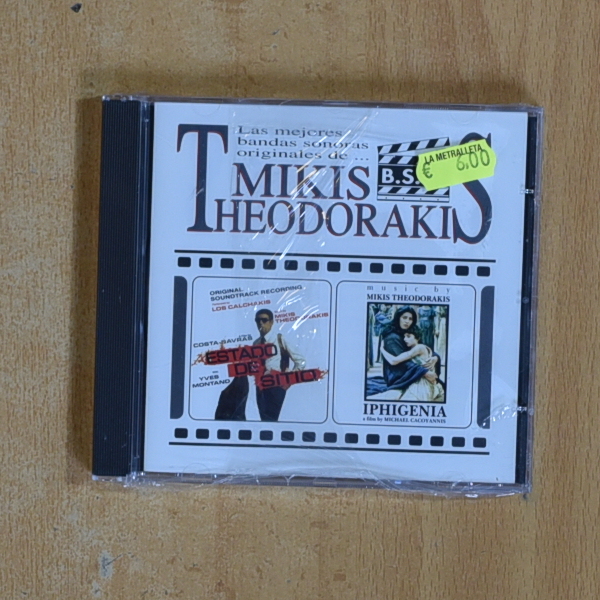 Las mejores
bandas sonoras
originales de ...
MIKIS
THEODORAKIS
B.S.
LA METRALLETA
€ 6,00
ORIGINAL
SOUNDTRACK RECORDING
LOS CALCHAKIS
MIKIS
THEODORAKIS
COSTA-GAVRAS
ESTADO
DE
SITIO
YVES
MONTAND
music by
MIKIS THEODORAKIS
IPHIGENIA
a film by MICHAEL CACOYANNIS